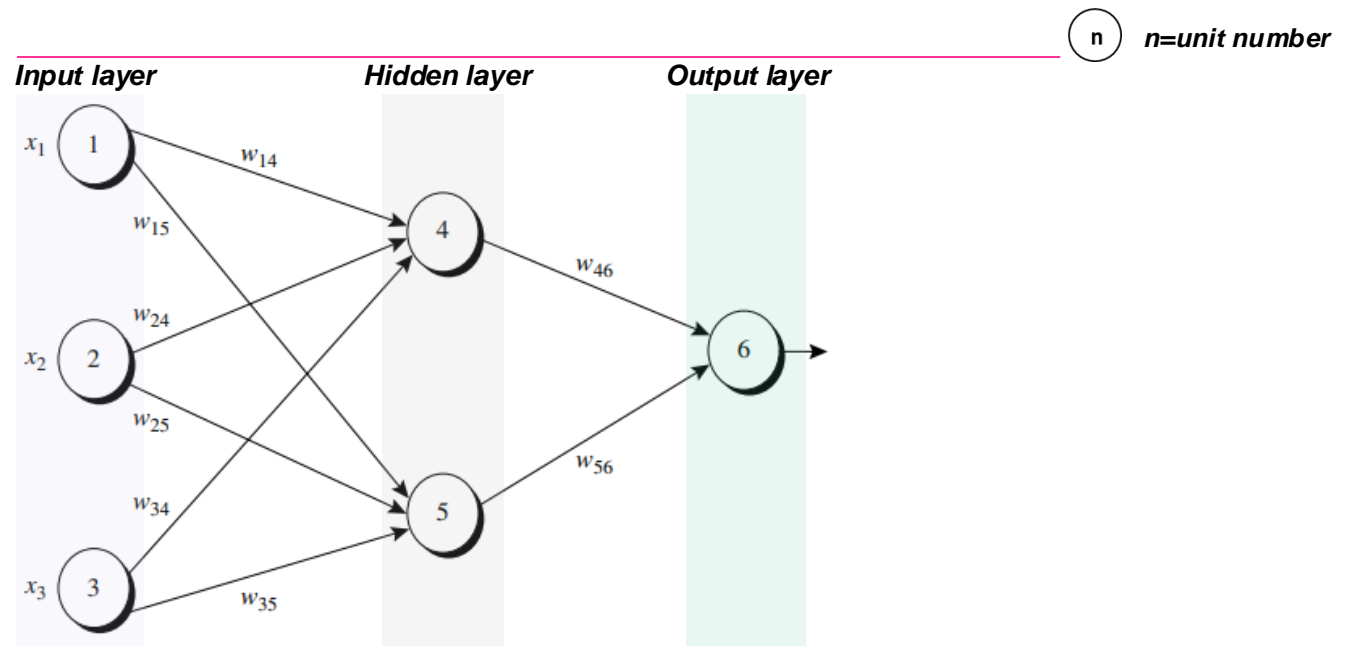 n n=unit number
Input layer Hidden layer Output layer
x1 1 w14
w15 4
w46
w24
x2 2 6
w25
w56
w34 5
x3 3
w35